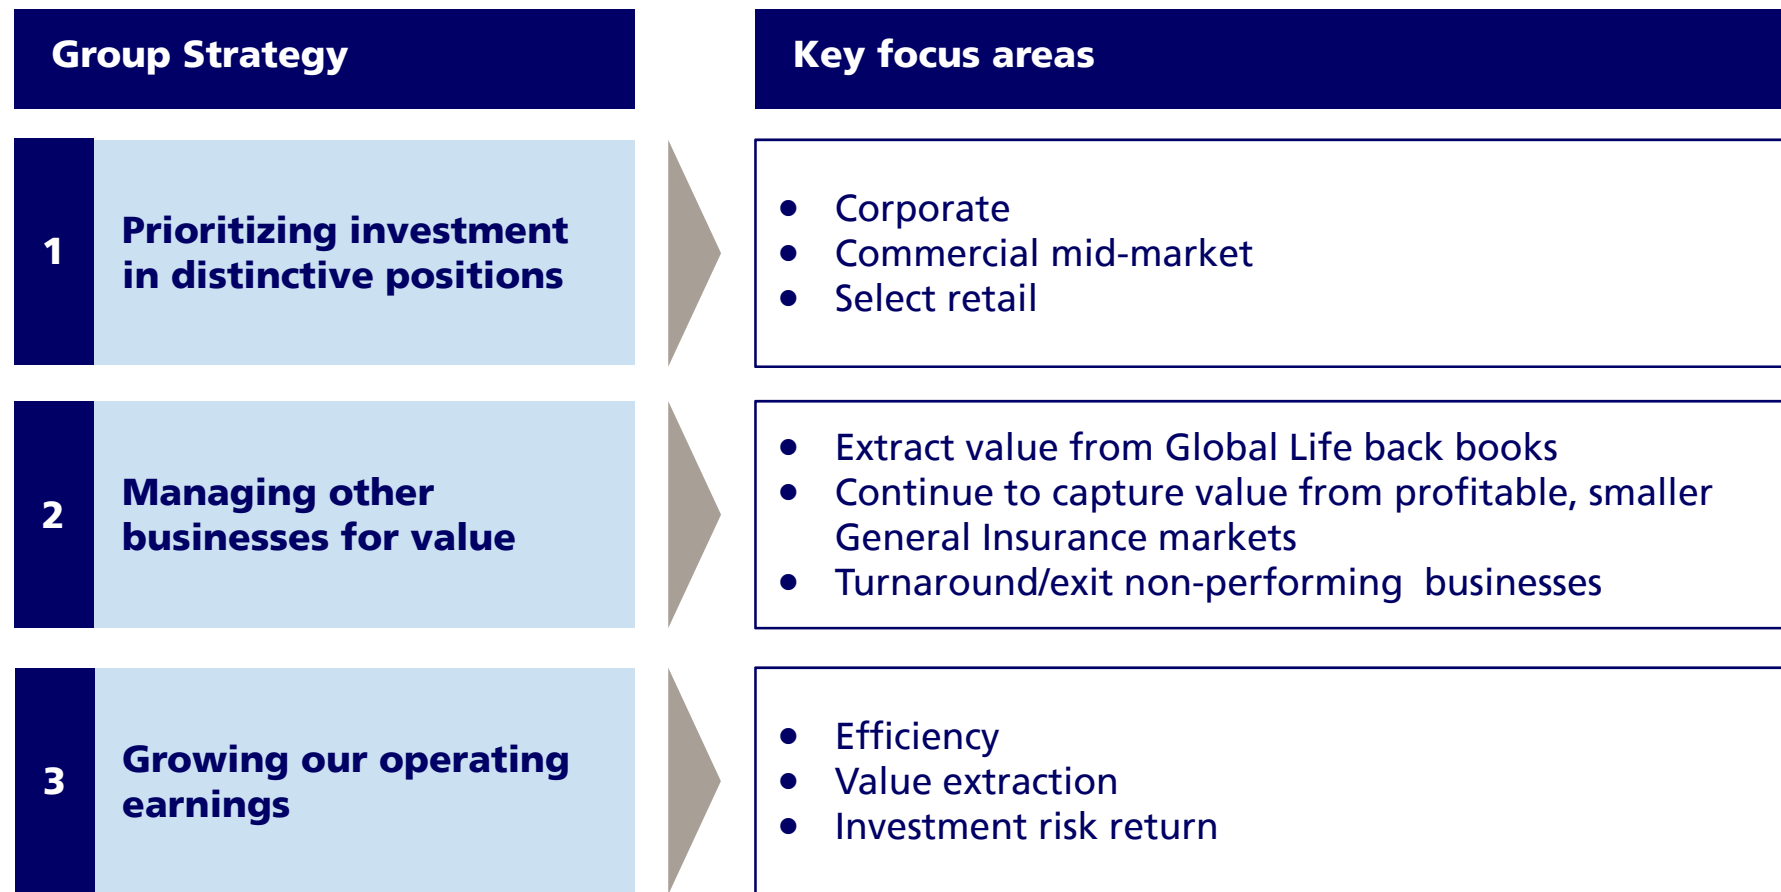 Group Strategy
Key focus areas
1
Prioritizing investment
in distinctive positions
• Corporate
• Commercial mid-market
• Select retail
2
Managing other
businesses for value
• Extract value from Global Life back books
• Continue to capture value from profitable, smaller
General Insurance markets
• Turnaround/exit non-performing  businesses
3
Growing our operating
earnings
• Efficiency
• Value extraction
• Investment risk return